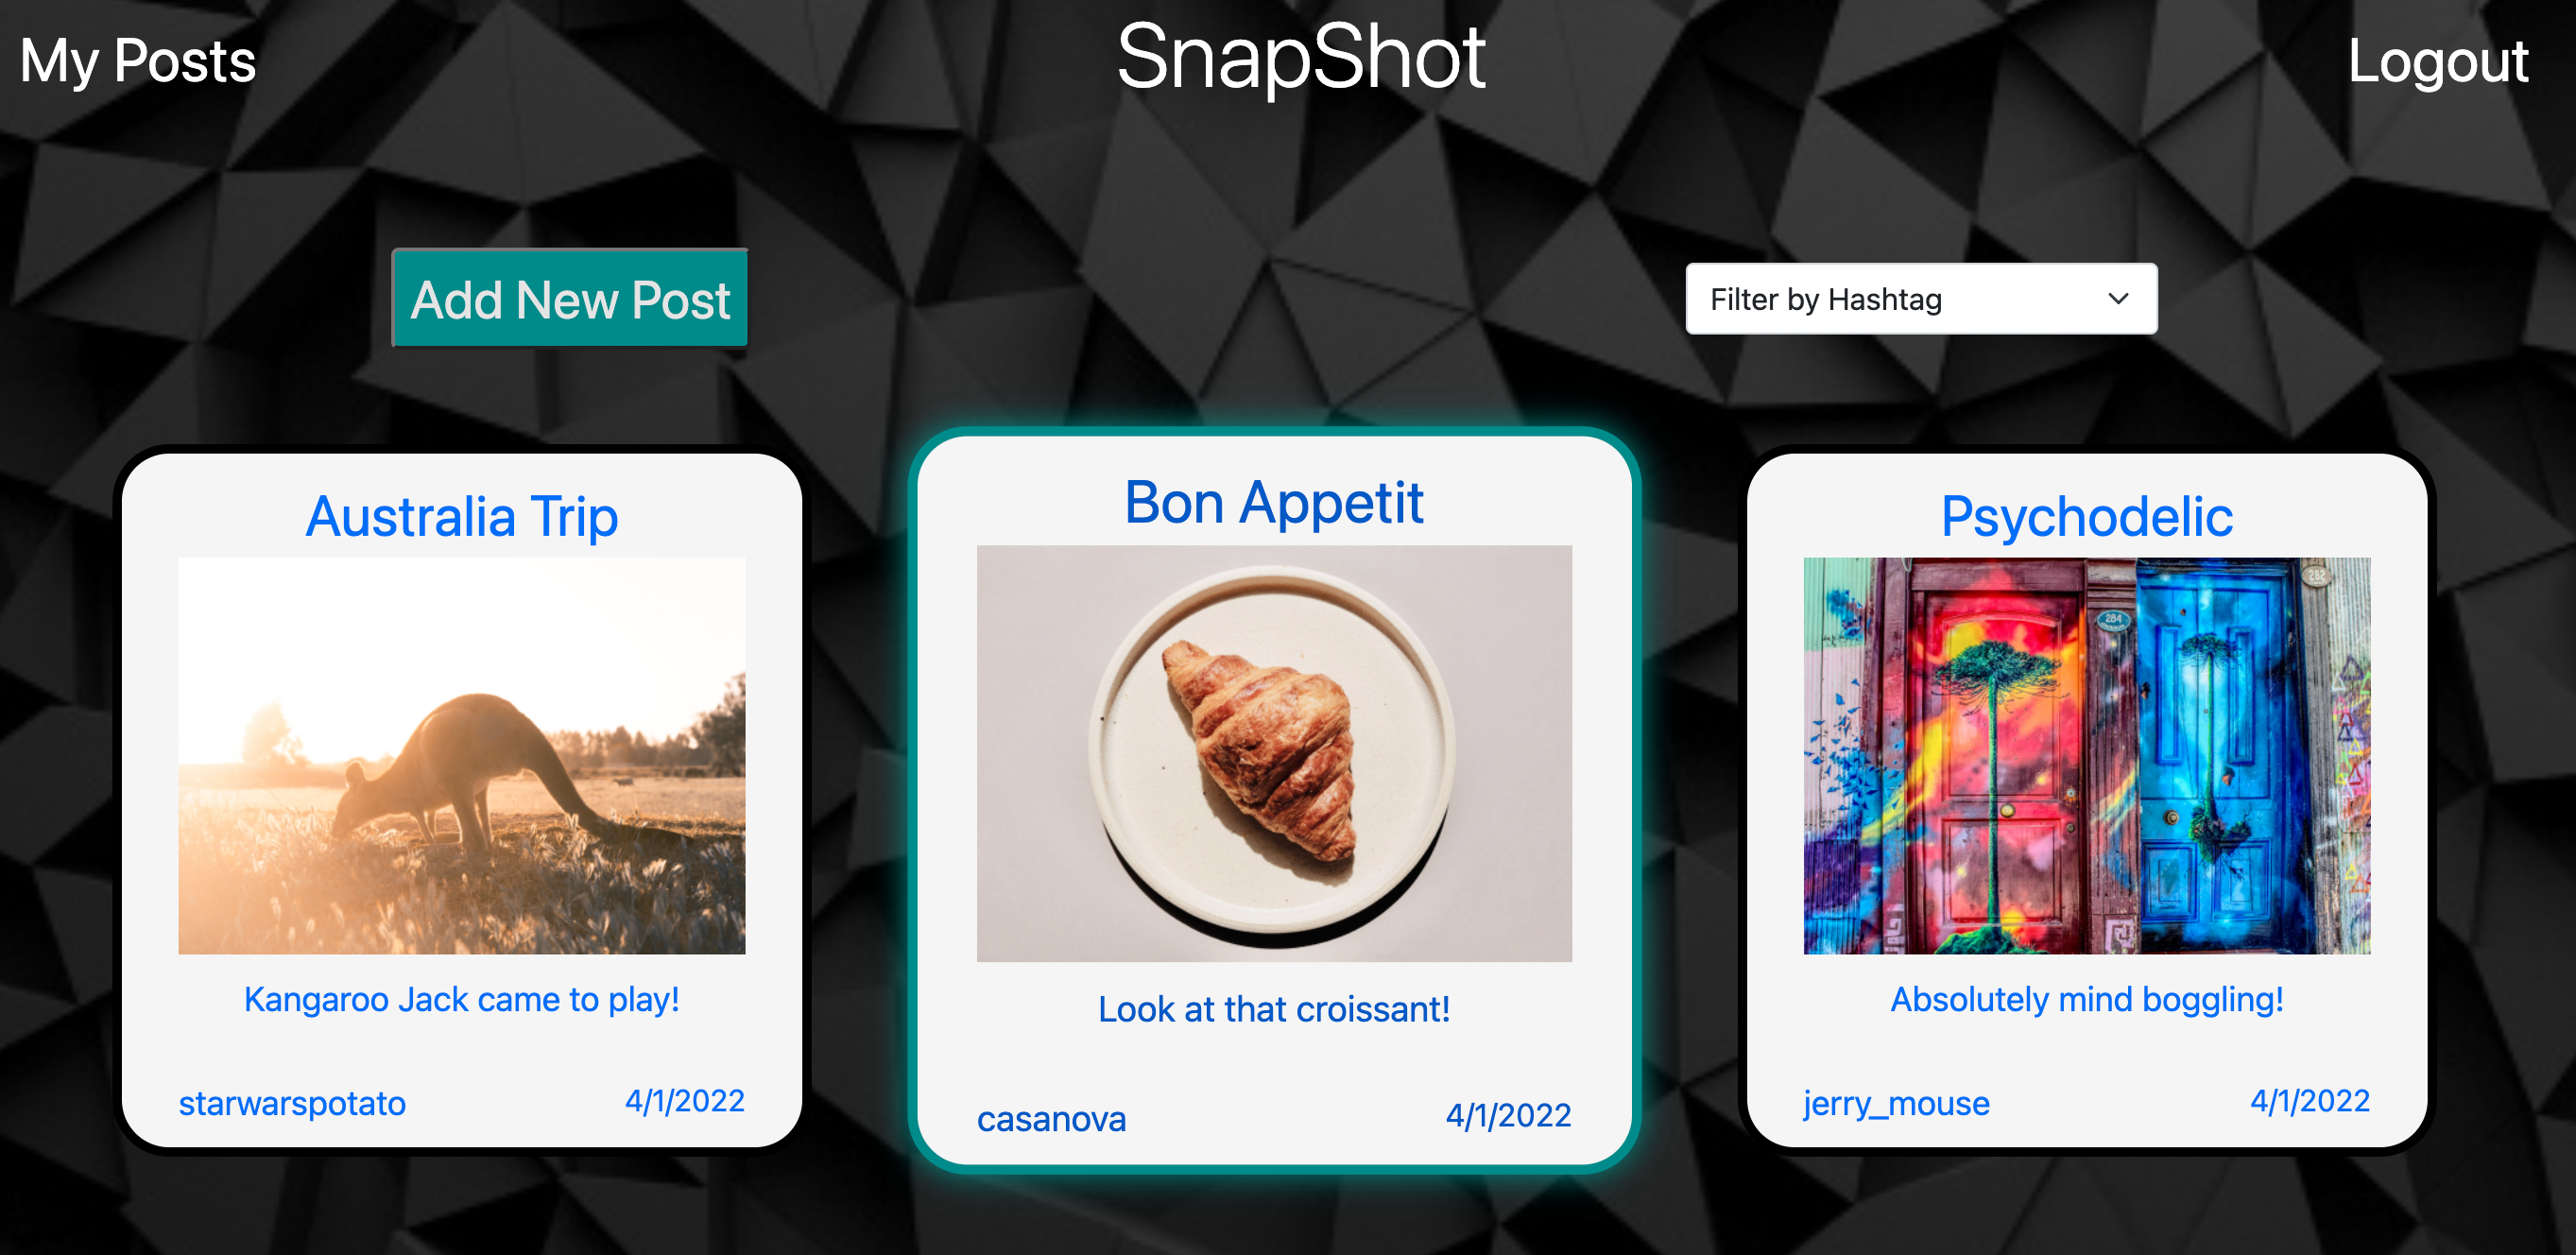 My Posts
SnapShot
Logout
Add New Post
Filter by Hashtag
Australia Trip
Kangaroo Jack came to play!
starwarspotato
4/1/2022
Bon Appetit
Look at that croissant!
casanova
4/1/2022
Psychodelic
282
284
Absolutely mind boggling!
jerry_mouse
4/1/2022